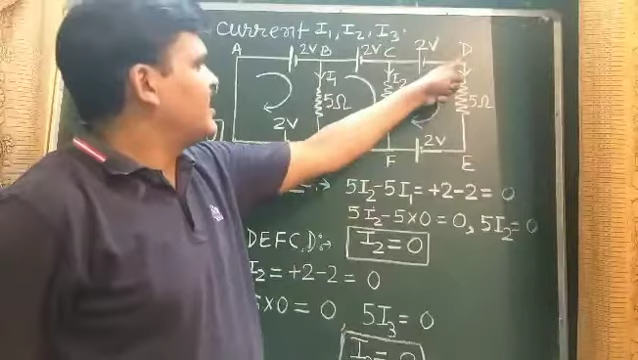 current I₁, I₂, I₃.
A 2V B 2V C 2V D
I₁ I₂
5Ω 5Ω
2V
F 2V E
5I₂-5I₁=+2-2=0
5I₂-5×0=0, 5I₂=0
I₂=0
DEFCD:-
I₂=+2-2=0
5×0=0 5I₃=0